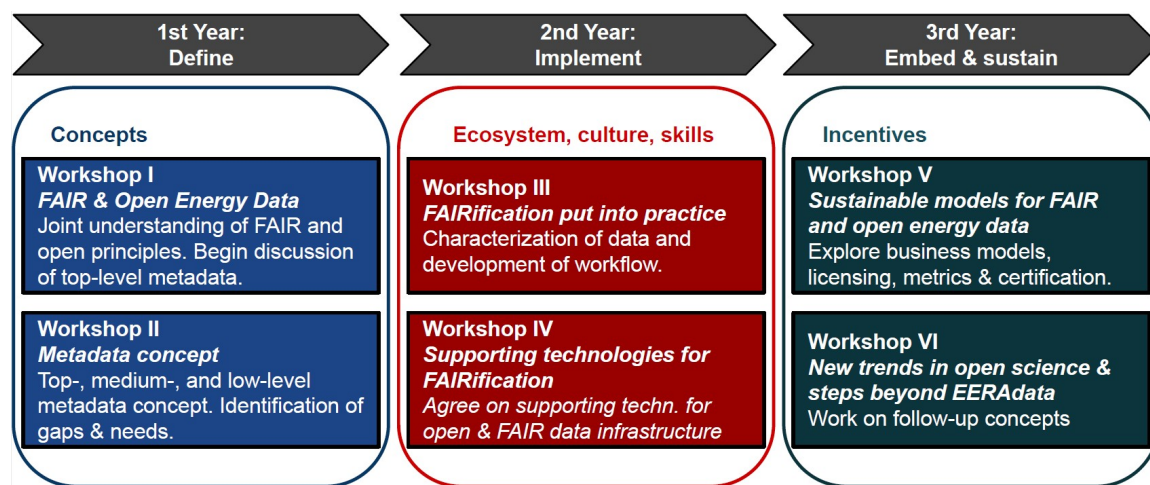 1st Year:
Define
2nd Year:
Implement
3rd Year:
Embed & sustain
Concepts
Workshop I
FAIR & Open Energy Data
Joint understanding of FAIR and
open principles. Begin discussion
of top-level metadata.
Workshop II
Metadata concept
Top-, medium-, and low-level
metadata concept. Identification of
gaps & needs.
Ecosystem, culture, skills
Workshop III
FAIRification put into practice
Characterization of data and
development of workflow.
Workshop IV
Supporting technologies for
FAIRification
Agree on supporting techn. for
open & FAIR data infrastructure
Incentives
Workshop V
Sustainable models for FAIR
and open energy data
Explore business models,
licensing, metrics & certification.
Workshop VI
New trends in open science &
steps beyond EERAdata
Work on follow-up concepts